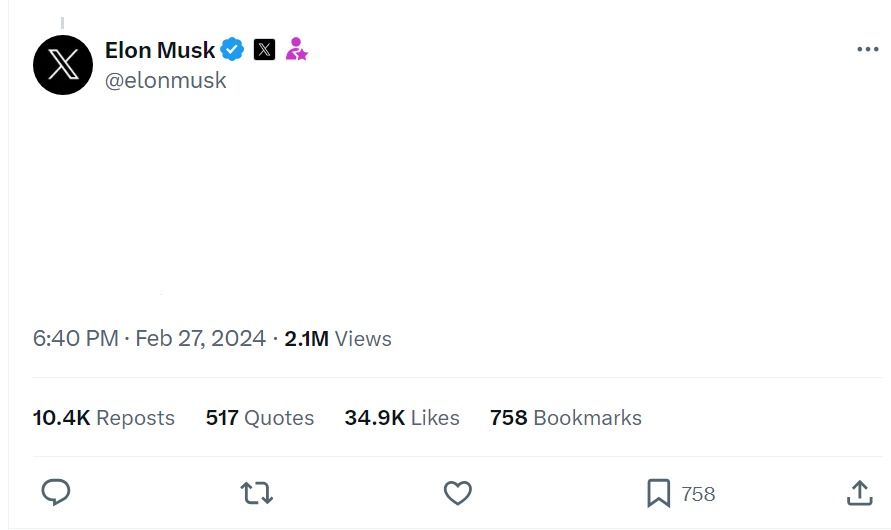 Elon Musk
@elonmusk
6:40 PM · Feb 27, 2024 · 2.1M Views
10.4K Reposts 517 Quotes 34.9K Likes 758 Bookmarks
758